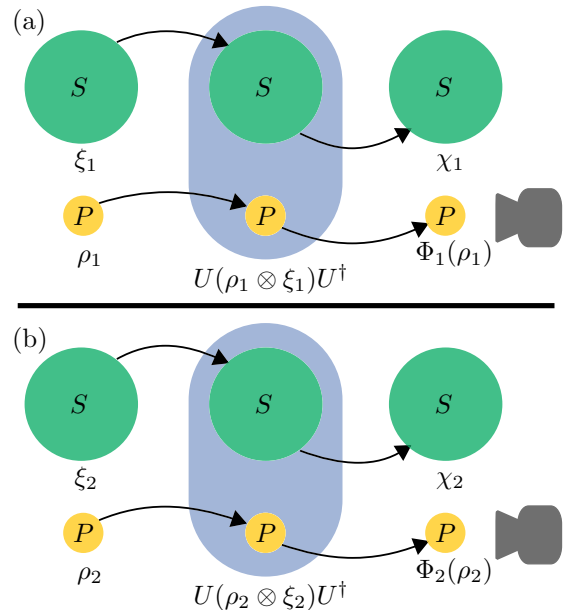 (a)
S S S
ξ₁ χ₁
P P P
ρ₁ Φ₁(ρ₁)
U(ρ₁ ⊗ ξ₁)U†
(b)
S S S
ξ₂ χ₂
P P P
ρ₂ Φ₂(ρ₂)
U(ρ₂ ⊗ ξ₂)U†